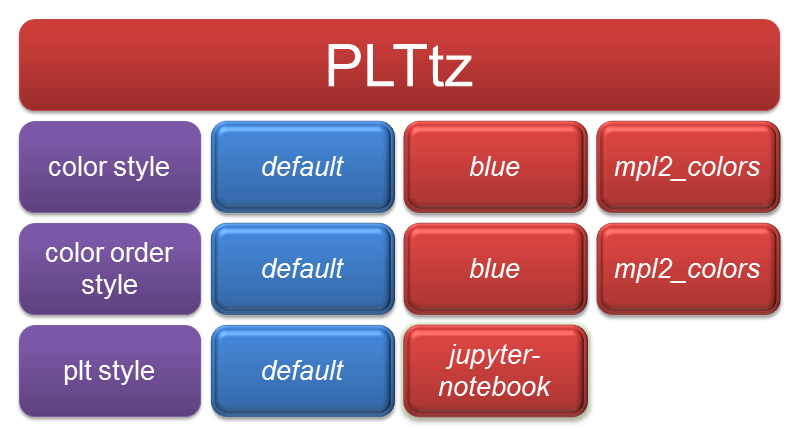 PLTtz
color style
default
blue
mpl2_colors
color order
style
default
blue
mpl2_colors
plt style
default
jupyter-
notebook